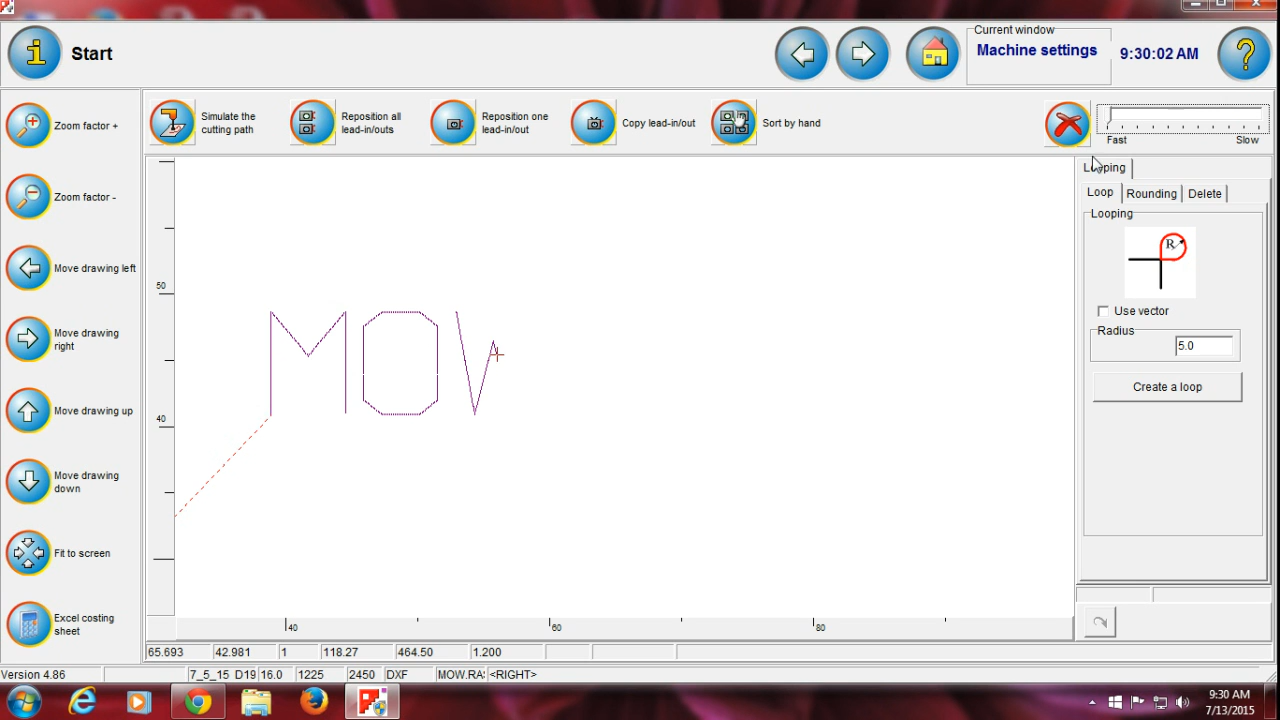 Start
Current window
Machine settings
9:30:02 AM
Zoom factor +
Zoom factor -
Move drawing left
Move drawing
right
Move drawing up
Move drawing
down
Fit to screen
Excel costing
sheet
Simulate the
cutting path
Reposition all
lead-in/outs
Reposition one
lead-in/out
Copy lead-in/out
Sort by hand
Fast
Slow
Looping
Loop
Rounding
Delete
Looping
R
Use vector
Radius
5.0
Create a loop
50
40
MOW
40
60
80
65.693
42.981
1
118.27
464.50
1.200
Version 4.86
7_5_15 D19
16.0
1225
2450
DXF
MOW.RA
<RIGHT>
9:30 AM
7/13/2015